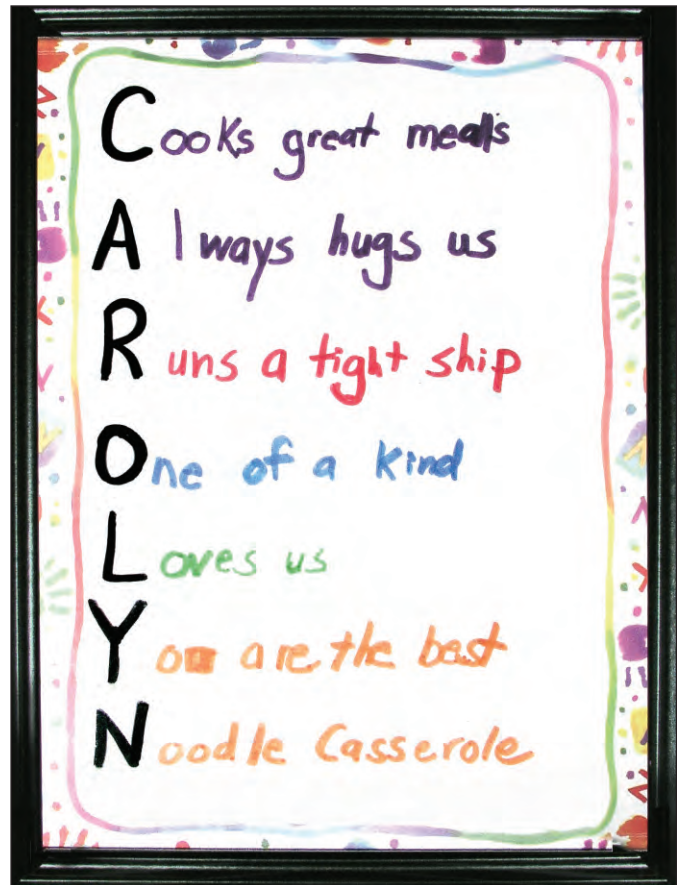 Cooks great meals
Always hugs us
Runs a tight ship
One of a kind
Loves us
You are the best
Noodle Casserole